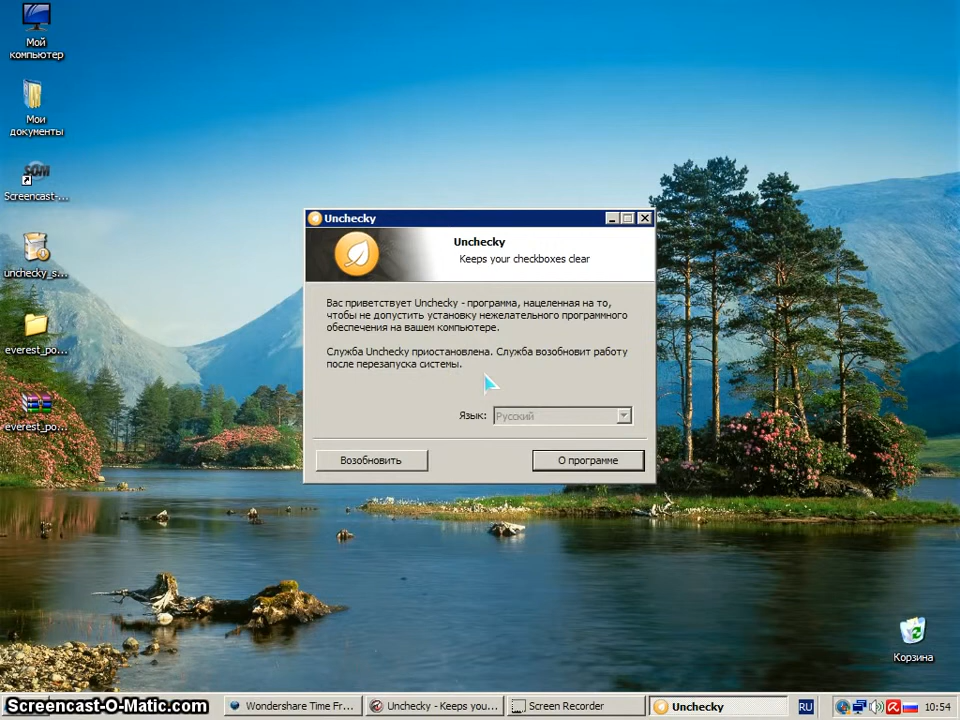 Мой
компьютер
Мои
документы
SOM
Screencast-...
unchecky_s...
everest_po...
everest_po...
Unchecky
Unchecky
Keeps your checkboxes clear
Вас приветствует Unchecky - программа, нацеленная на то,
чтобы не допустить установку нежелательного программного
обеспечения на вашем компьютере.
Служба Unchecky приостановлена. Служба возобновит работу
после перезапуска системы.
Язык: Русский
Возобновить
О программе
Корзина
Screencast-O-Matic.com
Wondershare Time Fr...
Unchecky - Keeps you...
Screen Recorder
Unchecky
RU
10:54